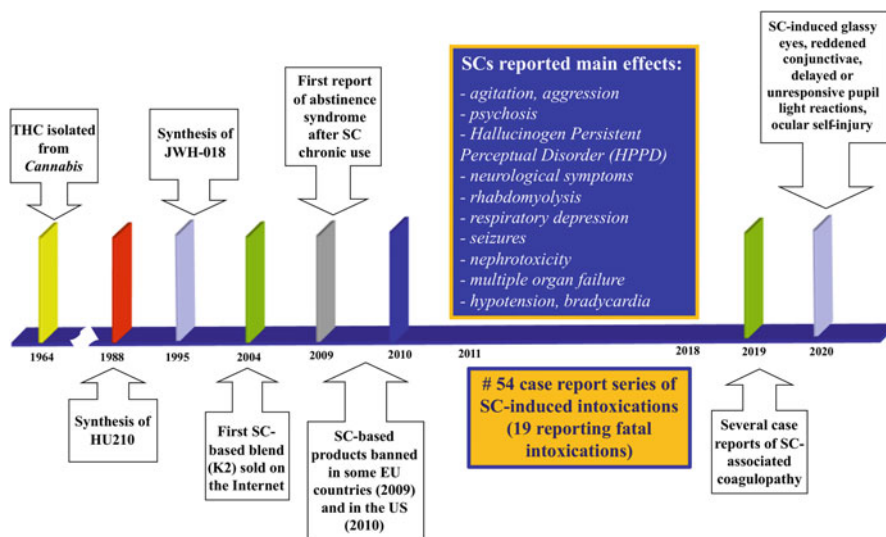 THC isolated
from
Cannabis
Synthesis of
JWH-018
First report
of abstinence
syndrome
after SC
chronic use
SCs reported main effects:
- agitation, aggression
- psychosis
- Hallucinogen Persistent
Perceptual Disorder (HPPD)
- neurological symptoms
- rhabdomyolysis
- respiratory depression
- seizures
- nephrotoxicity
- multiple organ failure
- hypotension, bradycardia
SC-induced glassy
eyes, reddened
conjunctivae,
delayed or
unresponsive pupil
light reactions,
ocular self-injury
1964
1988
1995
2004
2009
2010
2011
2018
2019
2020
Synthesis of
HU210
First SC-
based blend
(K2) sold on
the Internet
SC-based
products banned
in some EU
countries (2009)
and in the US
(2010)
# 54 case report series of
SC-induced intoxications
(19 reporting fatal
intoxications)
Several case
reports of SC-
associated
coagulopathy